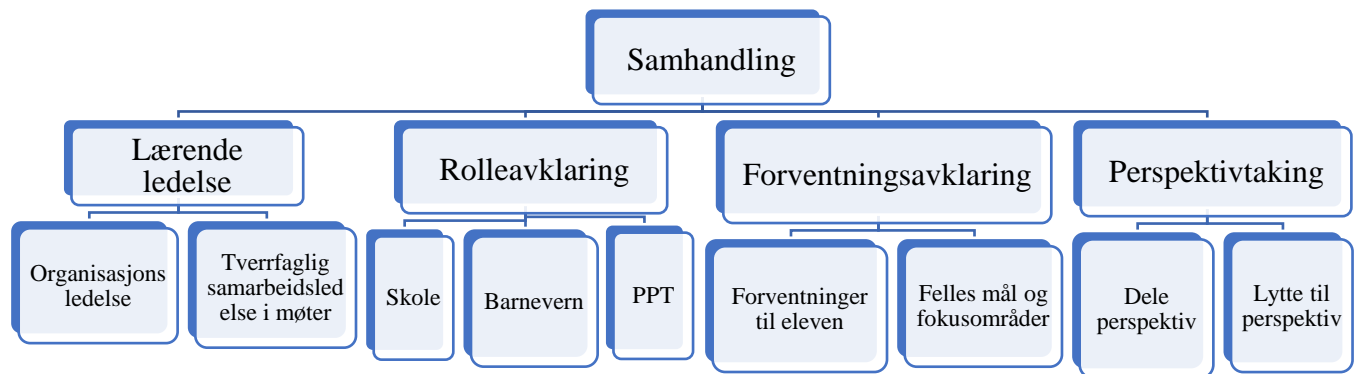 Samhandling
Lærende
ledelse
Rolleavklaring
Forventningsavklaring
Perspektivtaking
Organisasjons
ledelse
Tverrfaglig
samarbeidsled
else i møter
Skole
Barnevern
PPT
Forventninger
til eleven
Felles mål og
fokusområder
Dele
perspektiv
Lytte til
perspektiv